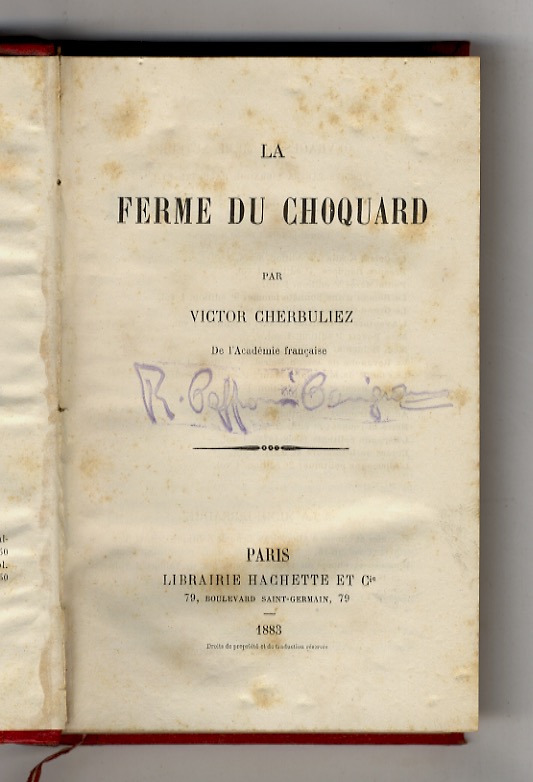 LA
FERME DU CHOQUARD
PAR
VICTOR CHERBULIEZ
De l'Académie française
R.
PARIS
LIBRAIRIE HACHETTE ET Cie
79, BOULEVARD SAINT-GERMAIN, 79
1883
Droits de propriété et de traduction réservés